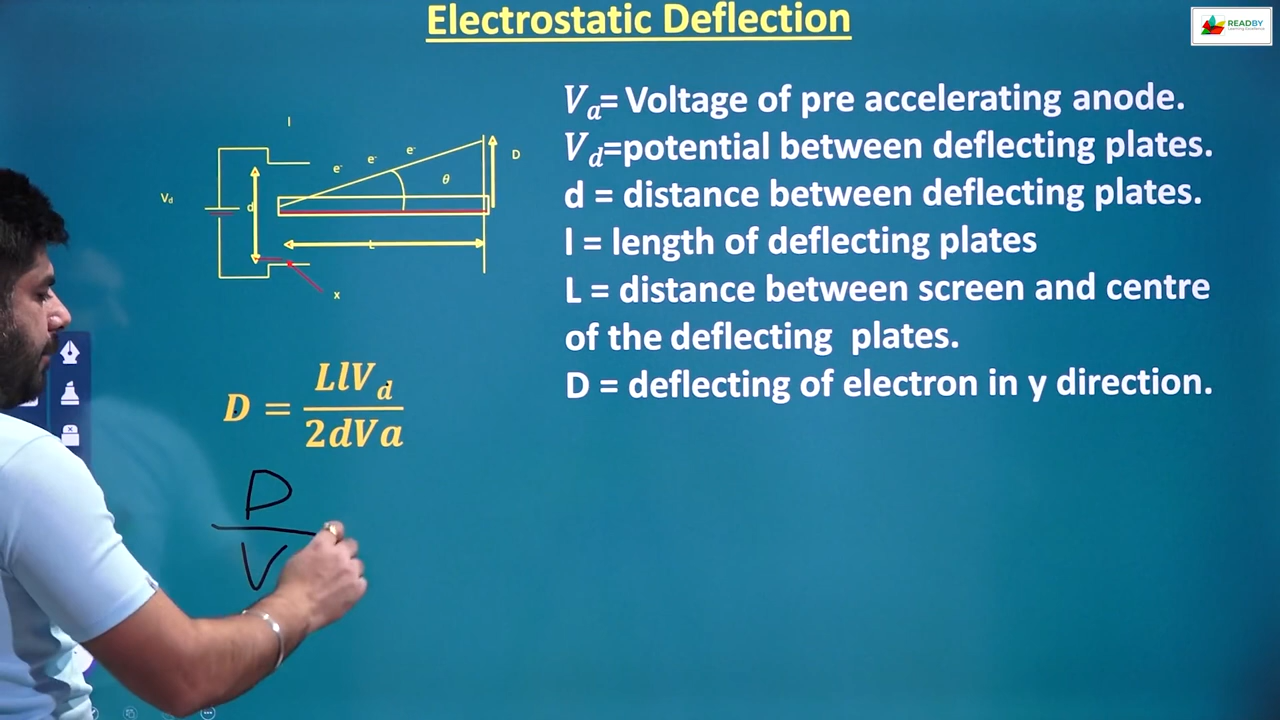 Electrostatic Deflection
READBY
Learning Excellence
Va= Voltage of pre accelerating anode.
Vd=potential between deflecting plates.
d = distance between deflecting plates.
l = length of deflecting plates
L = distance between screen and centre
of the deflecting plates.
D = deflecting of electron in y direction.
l
e- e- e- D
θ
Vd
d
L
x
D = LlVd / 2dVa
D
V